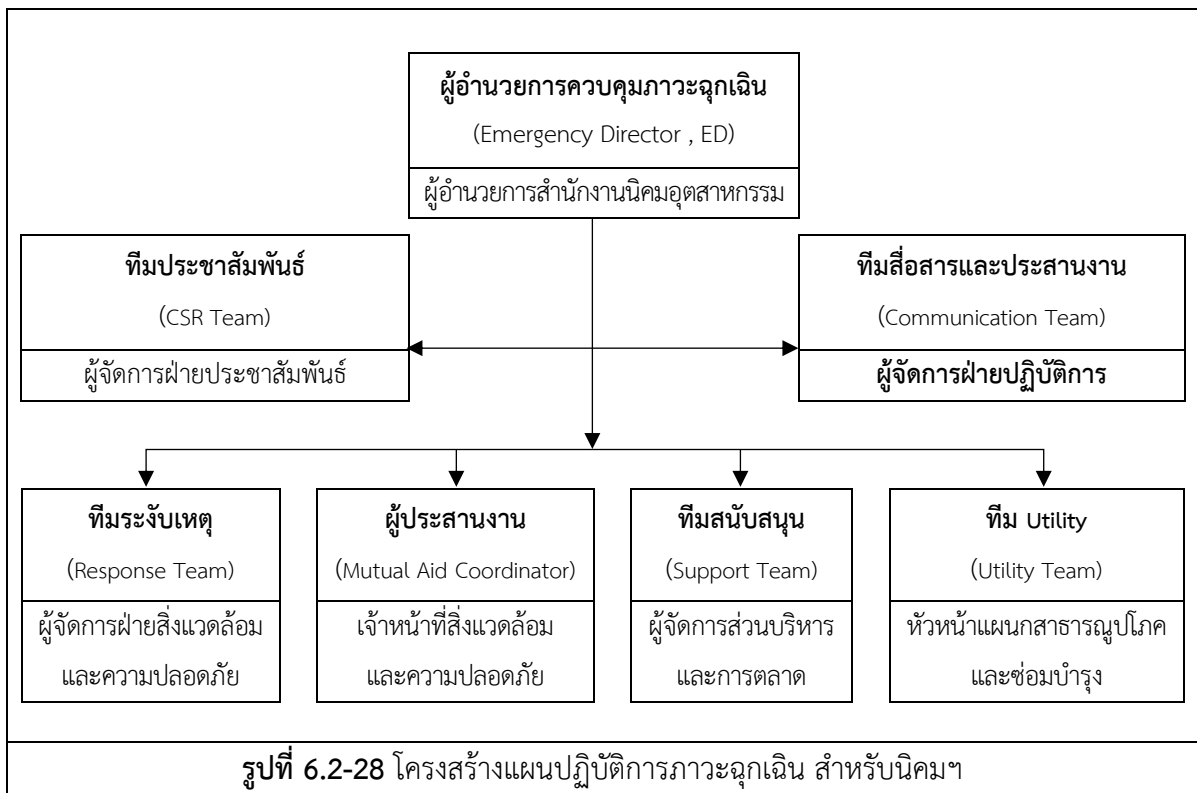 ผู้อำนวยการควบคุมภาวะฉุกเฉิน
(Emergency Director , ED)
ผู้อำนวยการสำนักงานนิคมอุตสาหกรรม
ทีมประชาสัมพันธ์
(CSR Team)
ผู้จัดการฝ่ายประชาสัมพันธ์
ทีมสื่อสารและประสานงาน
(Communication Team)
ผู้จัดการฝ่ายปฏิบัติการ
ทีมระงับเหตุ
(Response Team)
ผู้จัดการฝ่ายสิ่งแวดล้อม
และความปลอดภัย
ผู้ประสานงาน
(Mutual Aid Coordinator)
เจ้าหน้าที่สิ่งแวดล้อม
และความปลอดภัย
ทีมสนับสนุน
(Support Team)
ผู้จัดการส่วนบริหาร
และการตลาด
ทีม Utility
(Utility Team)
หัวหน้าแผนกสาธารณูปโภค
และซ่อมบำรุง
รูปที่ 6.2-28 โครงสร้างแผนปฏิบัติการภาวะฉุกเฉิน สำหรับนิคมฯ